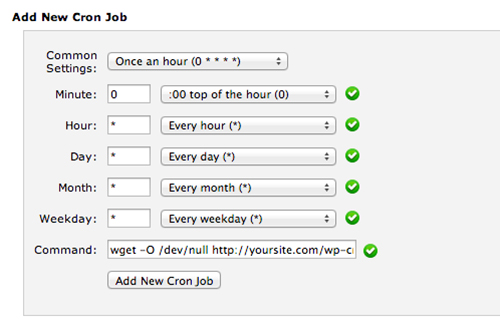 Add New Cron Job
Common Settings: Once an hour (0 * * * *)
Minute: 0 :00 top of the hour (0)
Hour: * Every hour (*)
Day: * Every day (*)
Month: * Every month (*)
Weekday: * Every weekday (*)
Command: wget -O /dev/null http://yoursite.com/wp-c
Add New Cron Job